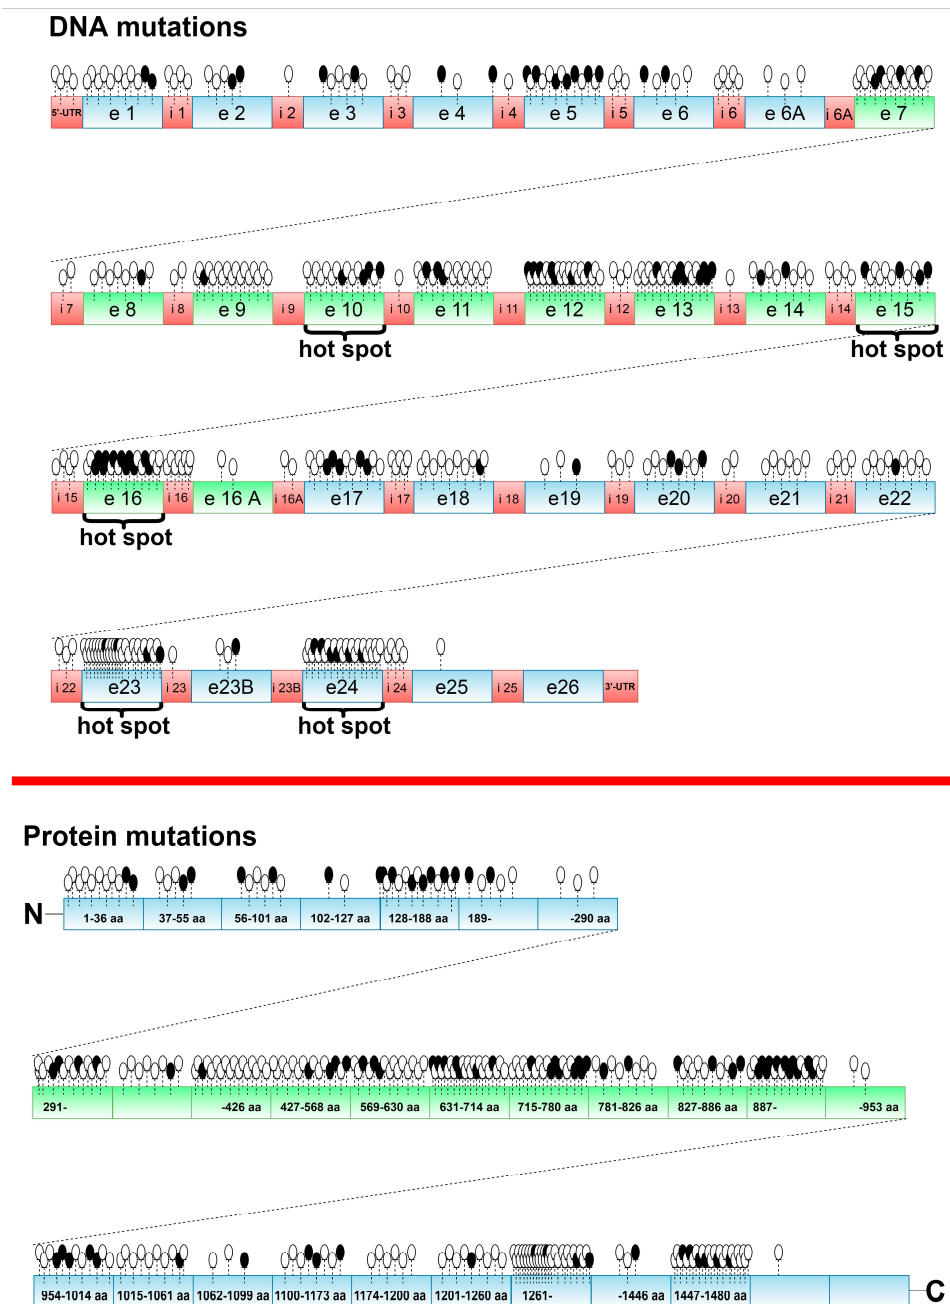 DNA mutations
5'-UTR e 1 i 1 e 2 i 2 e 3 i 3 e 4 i 4 e 5 i 5 e 6 i 6 e 6A i 6A e 7
i 7 e 8 i 8 e 9 i 9 e 10 i 10 e 11 i 11 e 12 i 12 e 13 i 13 e 14 i 14 e 15
hot spot hot spot
i 15 e 16 i 16 e 16 A i 16A e17 i 17 e18 i 18 e19 i 19 e20 i 20 e21 i 21 e22
hot spot
i 22 e23 i 23 e23B i 23B e24 i 24 e25 i 25 e26 3'-UTR
hot spot hot spot
Protein mutations
N 1-36 aa 37-55 aa 56-101 aa 102-127 aa 128-188 aa 189- -290 aa
291- -426 aa 427-568 aa 569-630 aa 631-714 aa 715-780 aa 781-826 aa 827-886 aa 887- -953 aa
954-1014 aa 1015-1061 aa 1062-1099 aa 1100-1173 aa 1174-1200 aa 1201-1260 aa 1261- -1446 aa 1447-1480 aa C